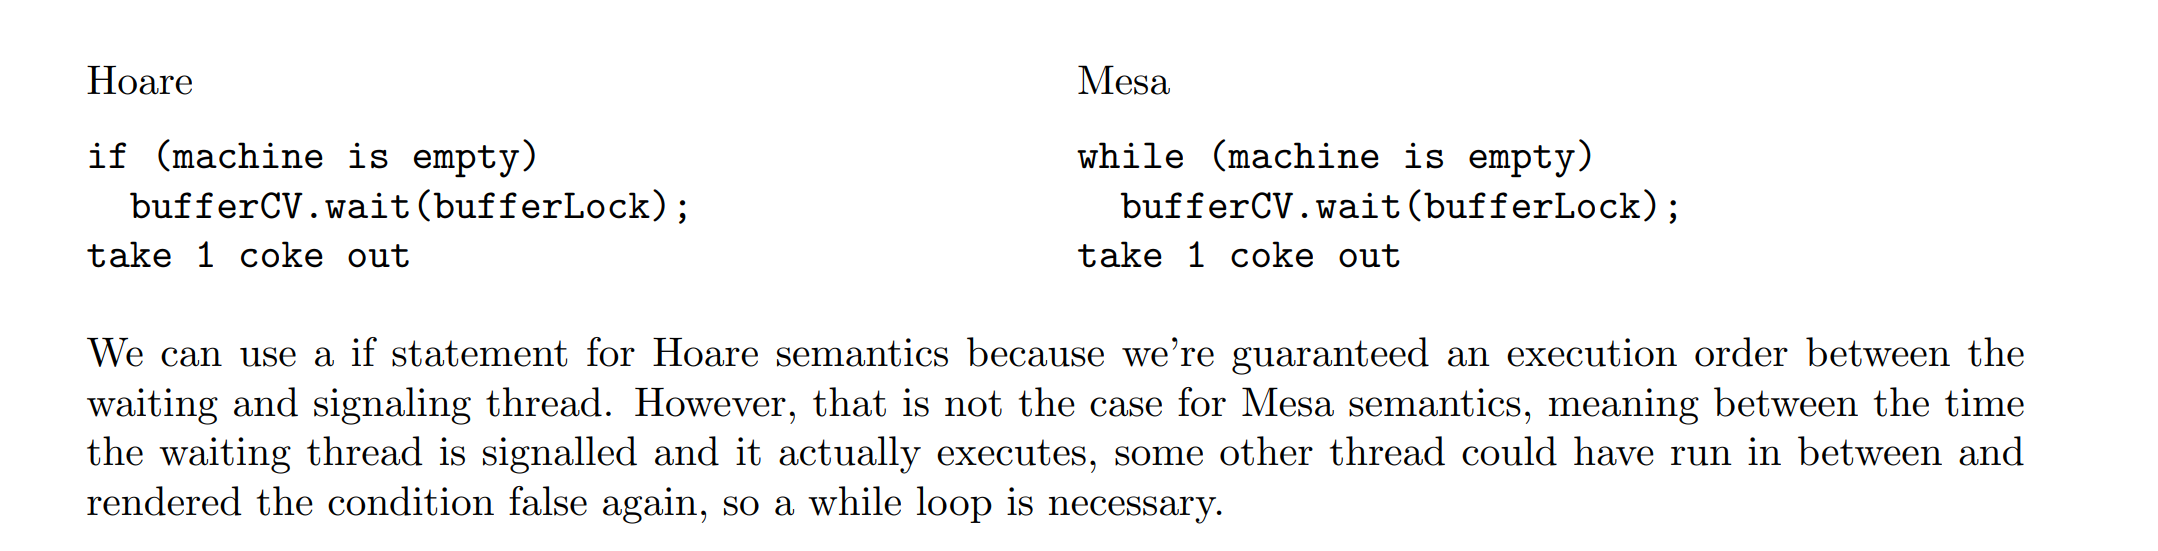 Hoare
if (machine is empty)
  bufferCV.wait(bufferLock);
take 1 coke out
Mesa
while (machine is empty)
  bufferCV.wait(bufferLock);
take 1 coke out
We can use a if statement for Hoare semantics because we’re guaranteed an execution order between the
waiting and signaling thread. However, that is not the case for Mesa semantics, meaning between the time
the waiting thread is signalled and it actually executes, some other thread could have run in between and
rendered the condition false again, so a while loop is necessary.